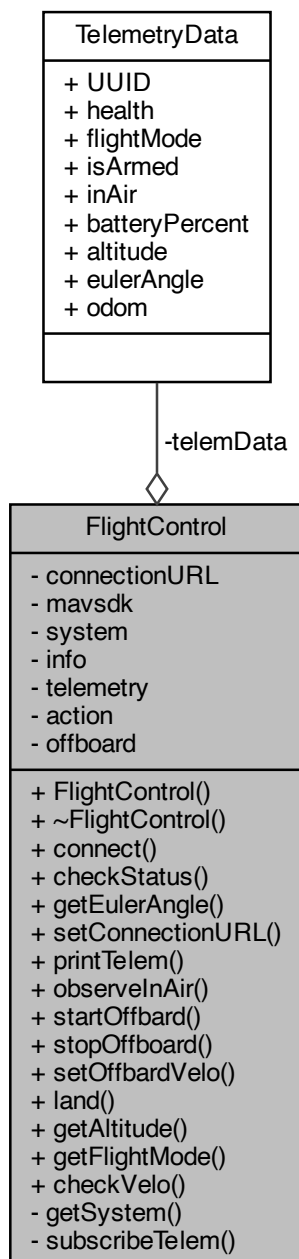 TelemetryData
+ UUID
+ health
+ flightMode
+ isArmed
+ inAir
+ batteryPercent
+ altitude
+ eulerAngle
+ odom
-telemData
FlightControl
- connectionURL
- mavsdk
- system
- info
- telemetry
- action
- offboard
+ FlightControl()
+ ~FlightControl()
+ connect()
+ checkStatus()
+ getEulerAngle()
+ setConnectionURL()
+ printTelem()
+ observeInAir()
+ startOffbard()
+ stopOffboard()
+ setOffbardVelo()
+ land()
+ getAltitude()
+ getFlightMode()
+ checkVelo()
- getSystem()
- subscribeTelem()